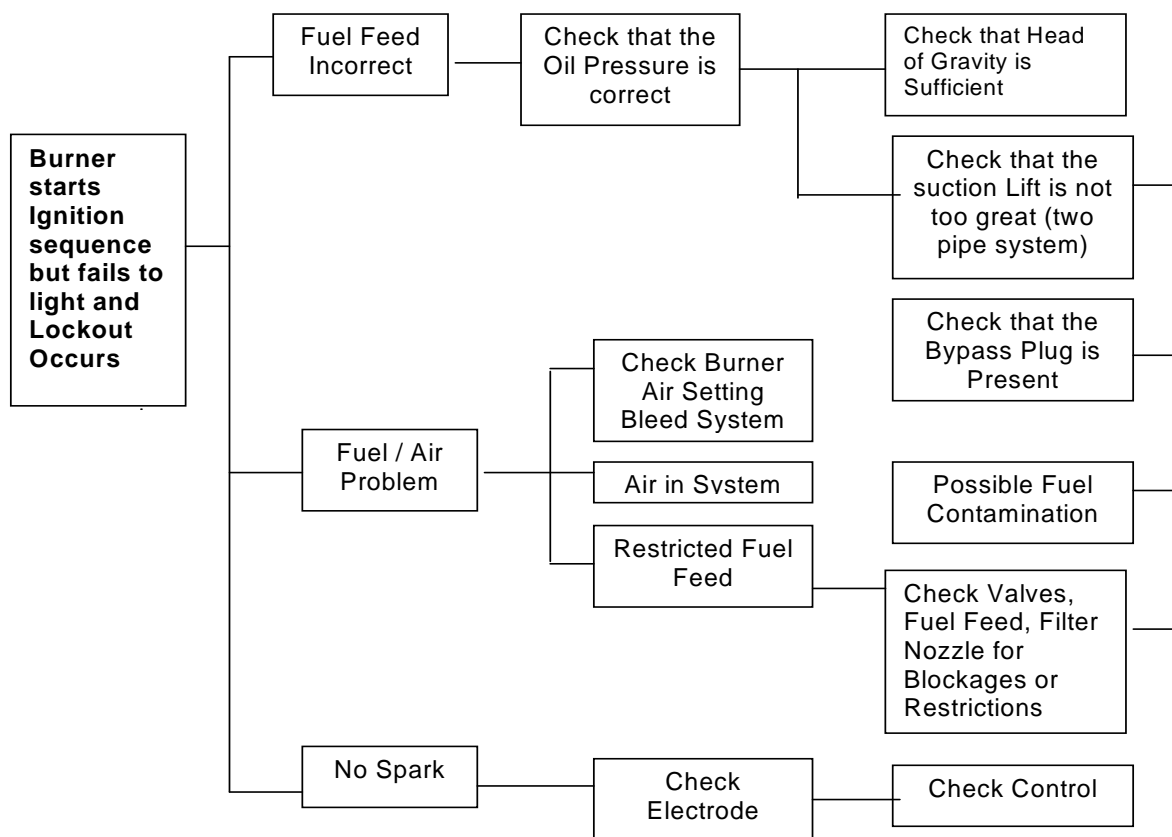 Burner
starts
Ignition
sequence
but fails to
light and
Lockout
Occurs
Fuel Feed
Incorrect
Check that the
Oil Pressure is
correct
Check that Head
of Gravity is
Sufficient
Check that the
suction Lift is not
too great (two
pipe system)
Check that the
Bypass Plug is
Present
Fuel / Air
Problem
Check Burner
Air Setting
Bleed System
Air in System
Restricted Fuel
Feed
Possible Fuel
Contamination
Check Valves,
Fuel Feed, Filter
Nozzle for
Blockages or
Restrictions
No Spark
Check
Electrode
Check Control